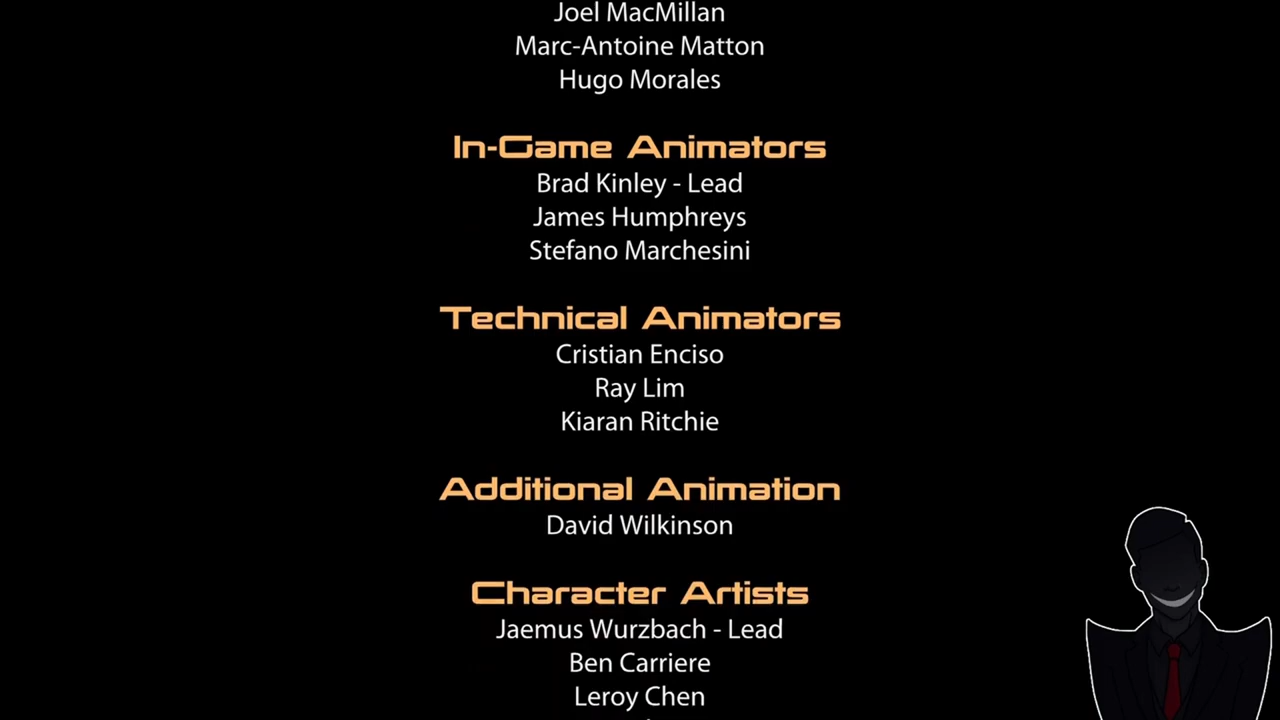 Joel MacMillan
Marc-Antoine Matton
Hugo Morales
In-Game Animators
Brad Kinley - Lead
James Humphreys
Stefano Marchesini
Technical Animators
Cristian Enciso
Ray Lim
Kiaran Ritchie
Additional Animation
David Wilkinson
Character Artists
Jaemus Wurzbach - Lead
Ben Carriere
Leroy Chen